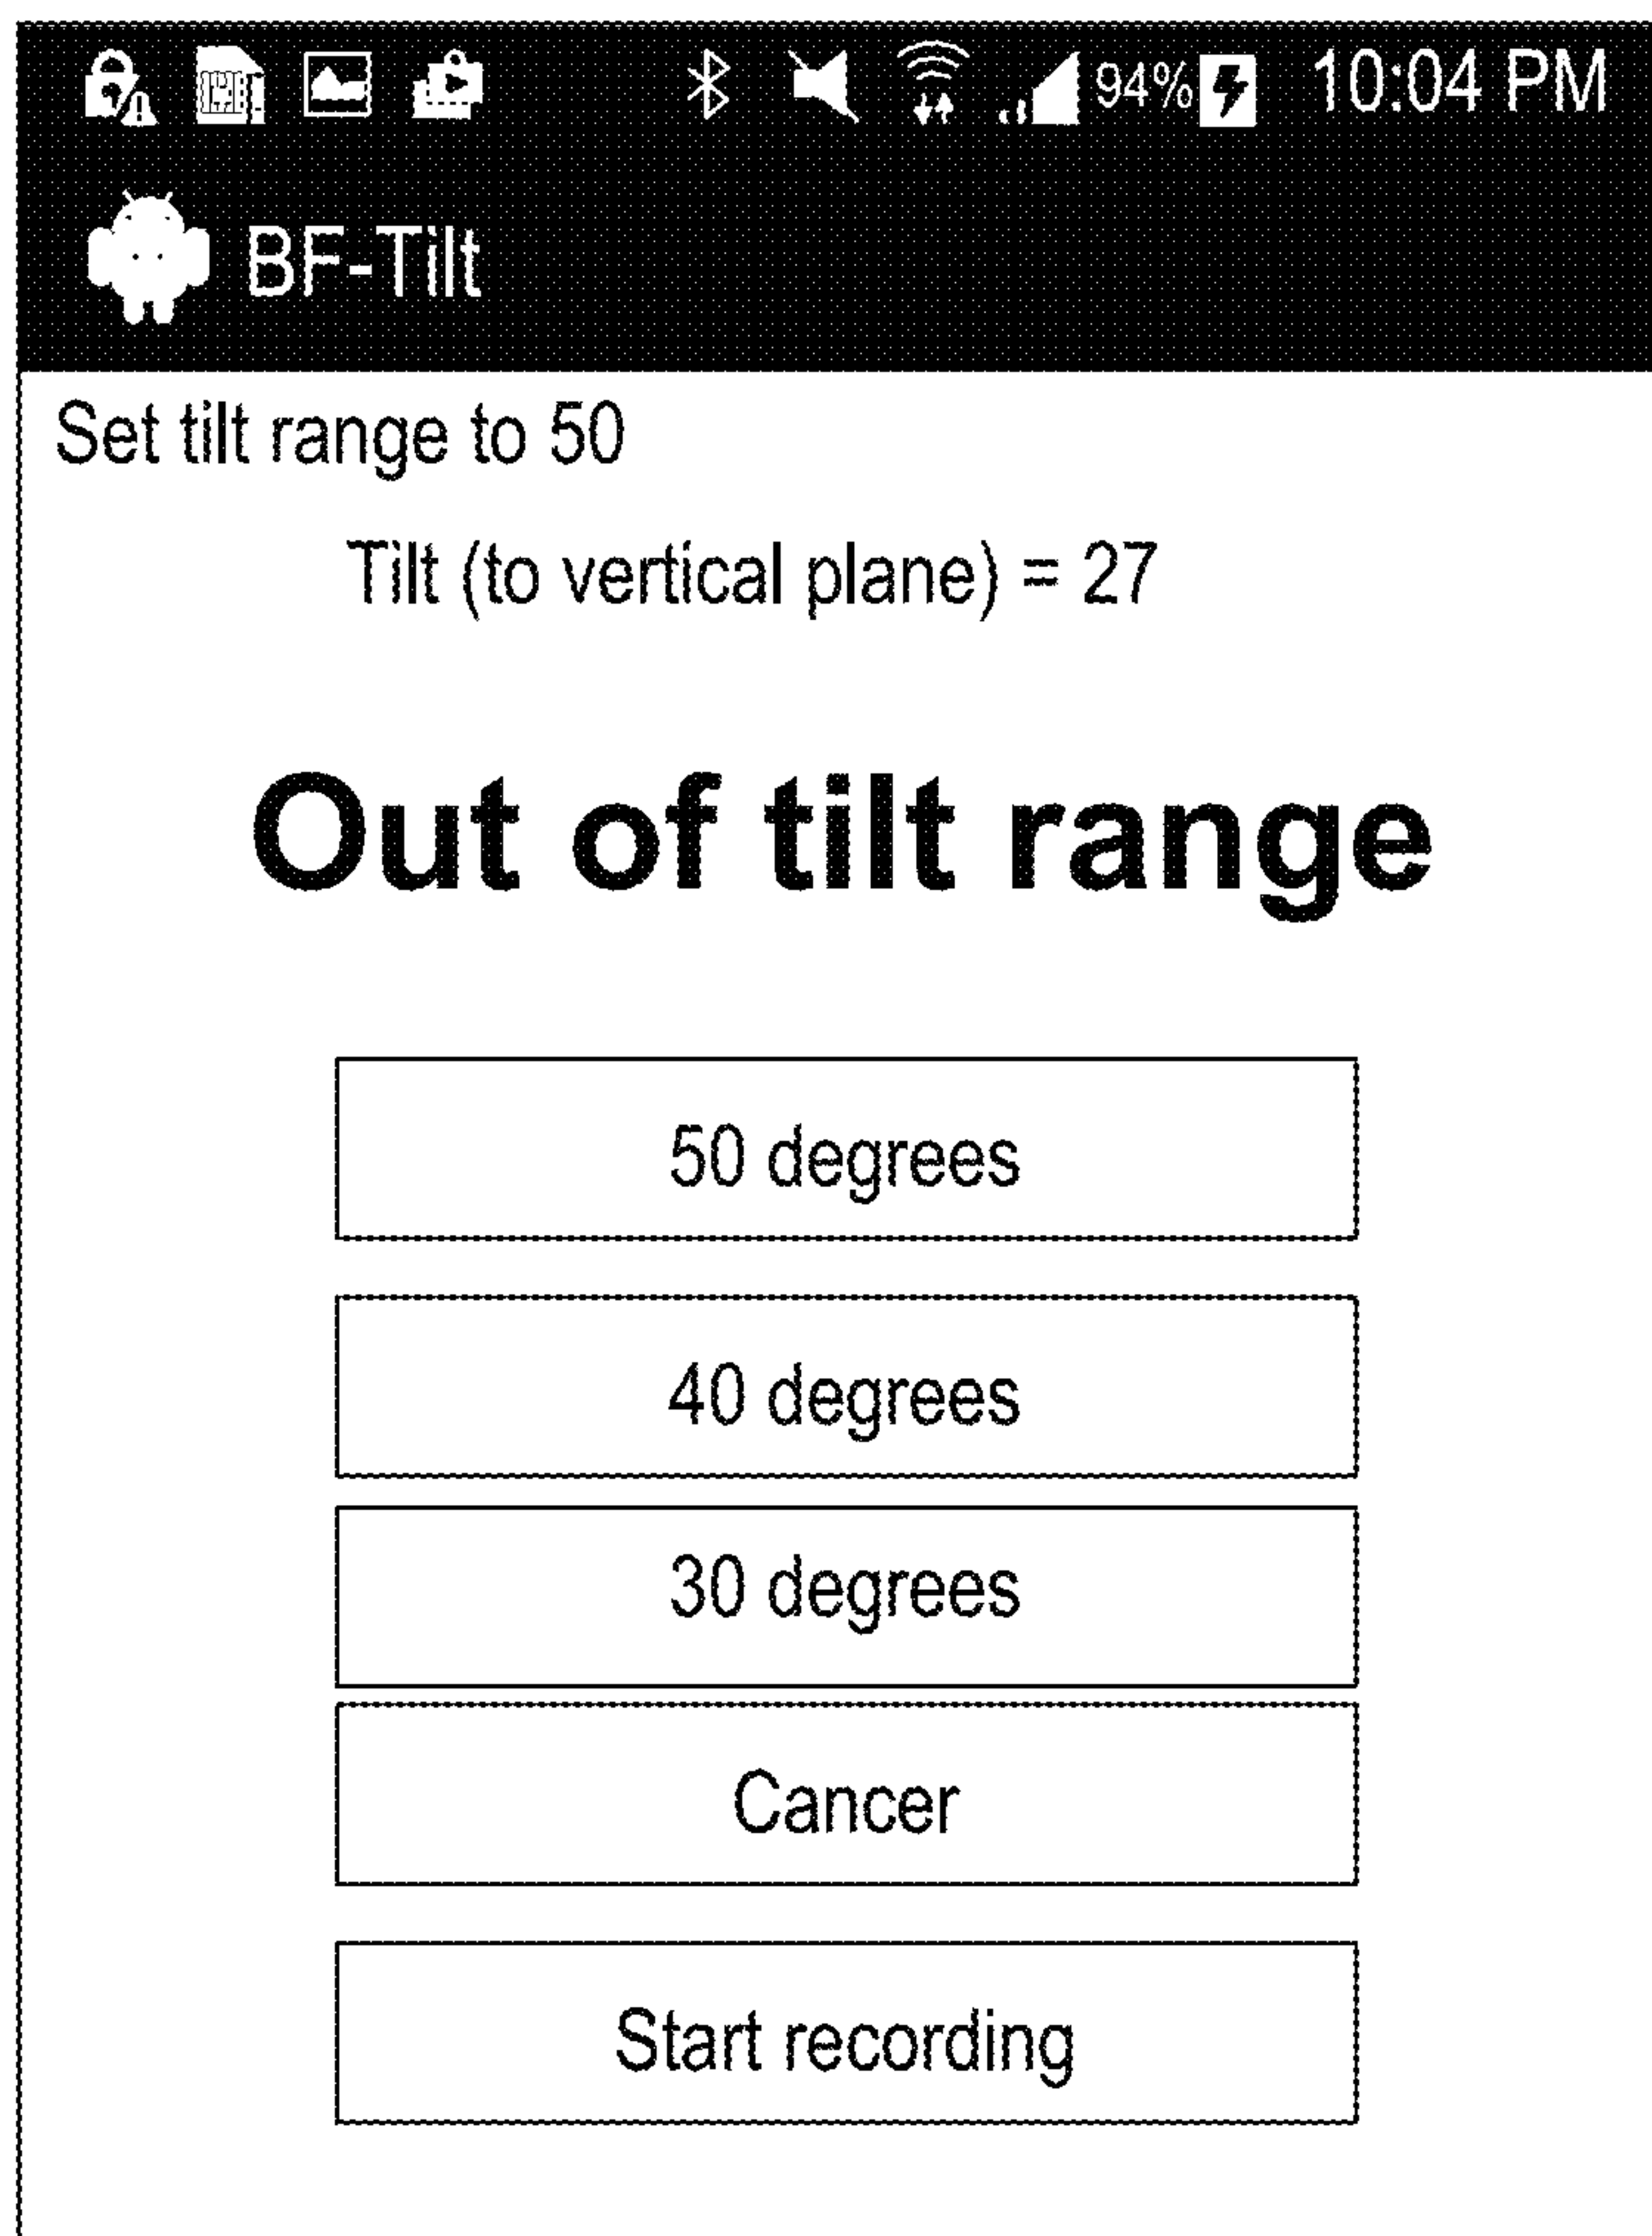 94% 10:04 PM
BF-Tilt
Set tilt range to 50
Tilt (to vertical plane) = 27
Out of tilt range
50 degrees
40 degrees
30 degrees
Cancer
Start recording